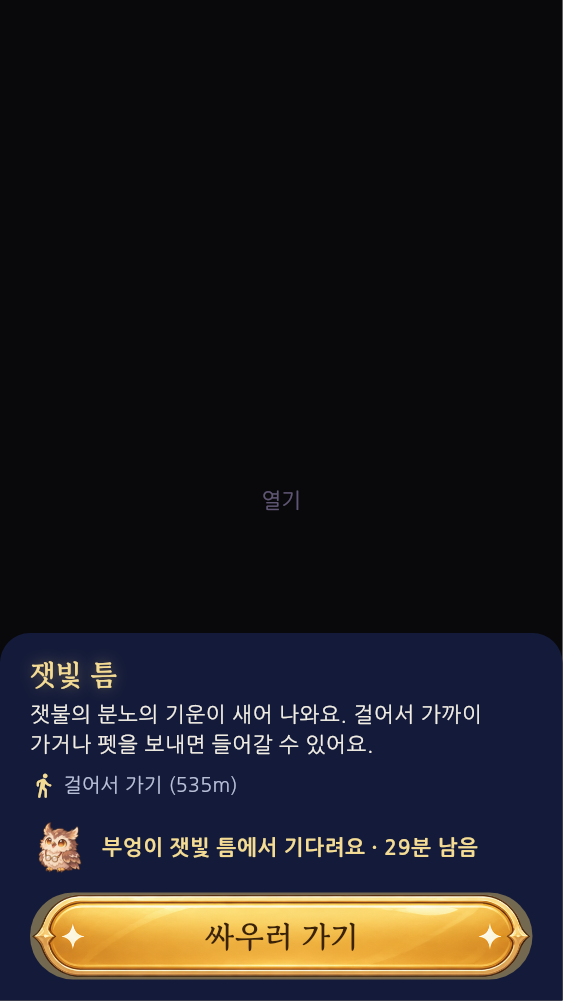 열기
잿빛 틈
잿불의 분노의 기운이 새어 나와요. 걸어서 가까이
가거나 펫을 보내면 들어갈 수 있어요.
걸어서 가기 (535m)
부엉이 잿빛 틈에서 기다려요 · 29분 남음
싸우러 가기